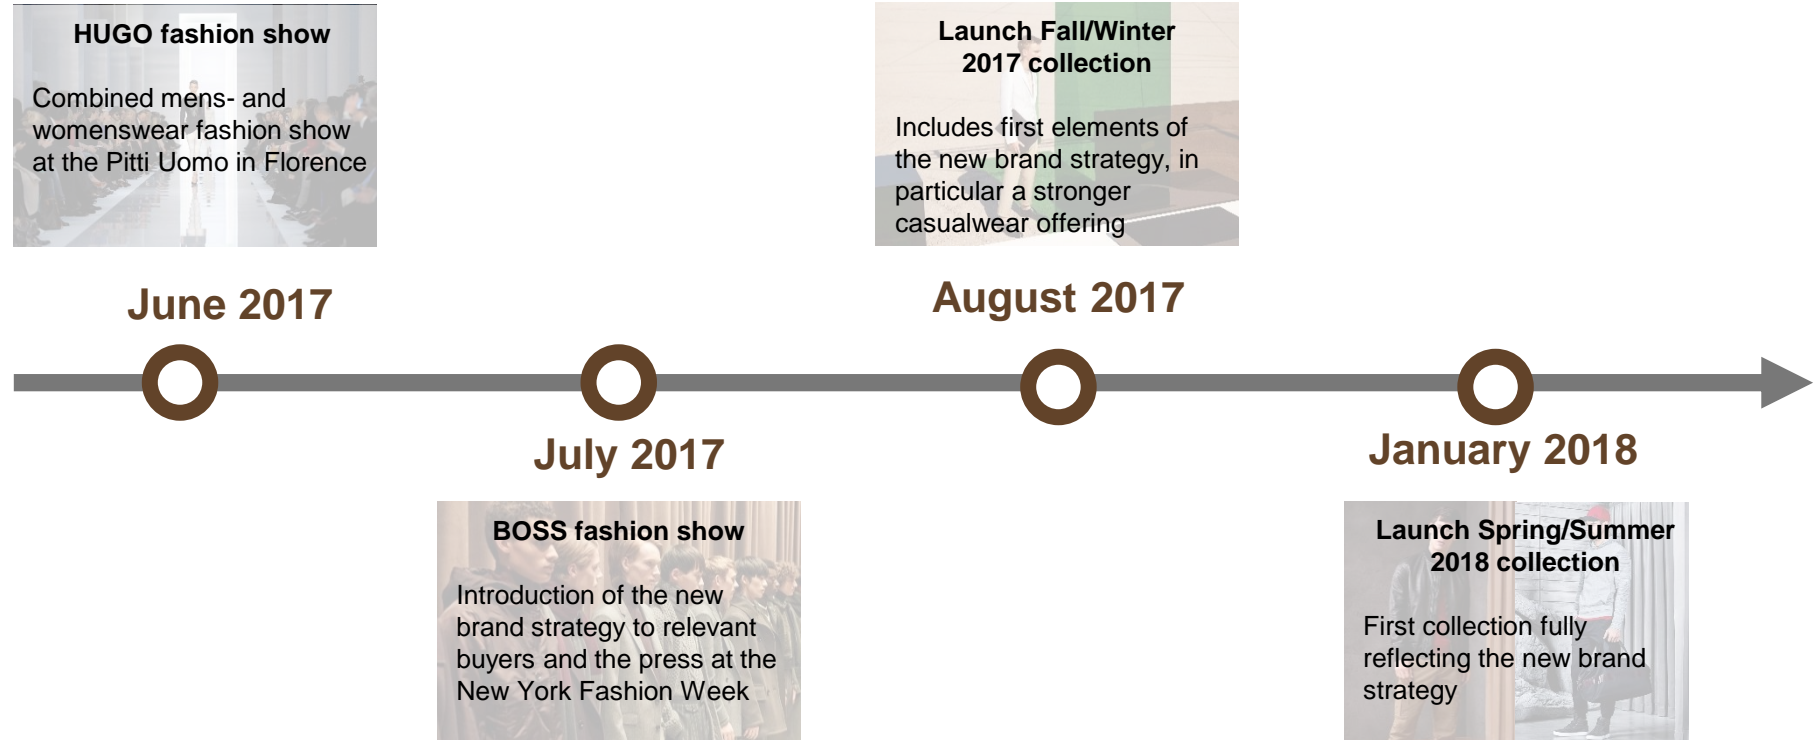 HUGO fashion show
Combined mens- and
womenswear fashion show
at the Pitti Uomo in Florence
June 2017
July 2017
BOSS fashion show
Introduction of the new
brand strategy to relevant
buyers and the press at the
New York Fashion Week
Launch Fall/Winter
2017 collection
Includes first elements of
the new brand strategy, in
particular a stronger
casualwear offering
August 2017
January 2018
Launch Spring/Summer
2018 collection
First collection fully
reflecting the new brand
strategy